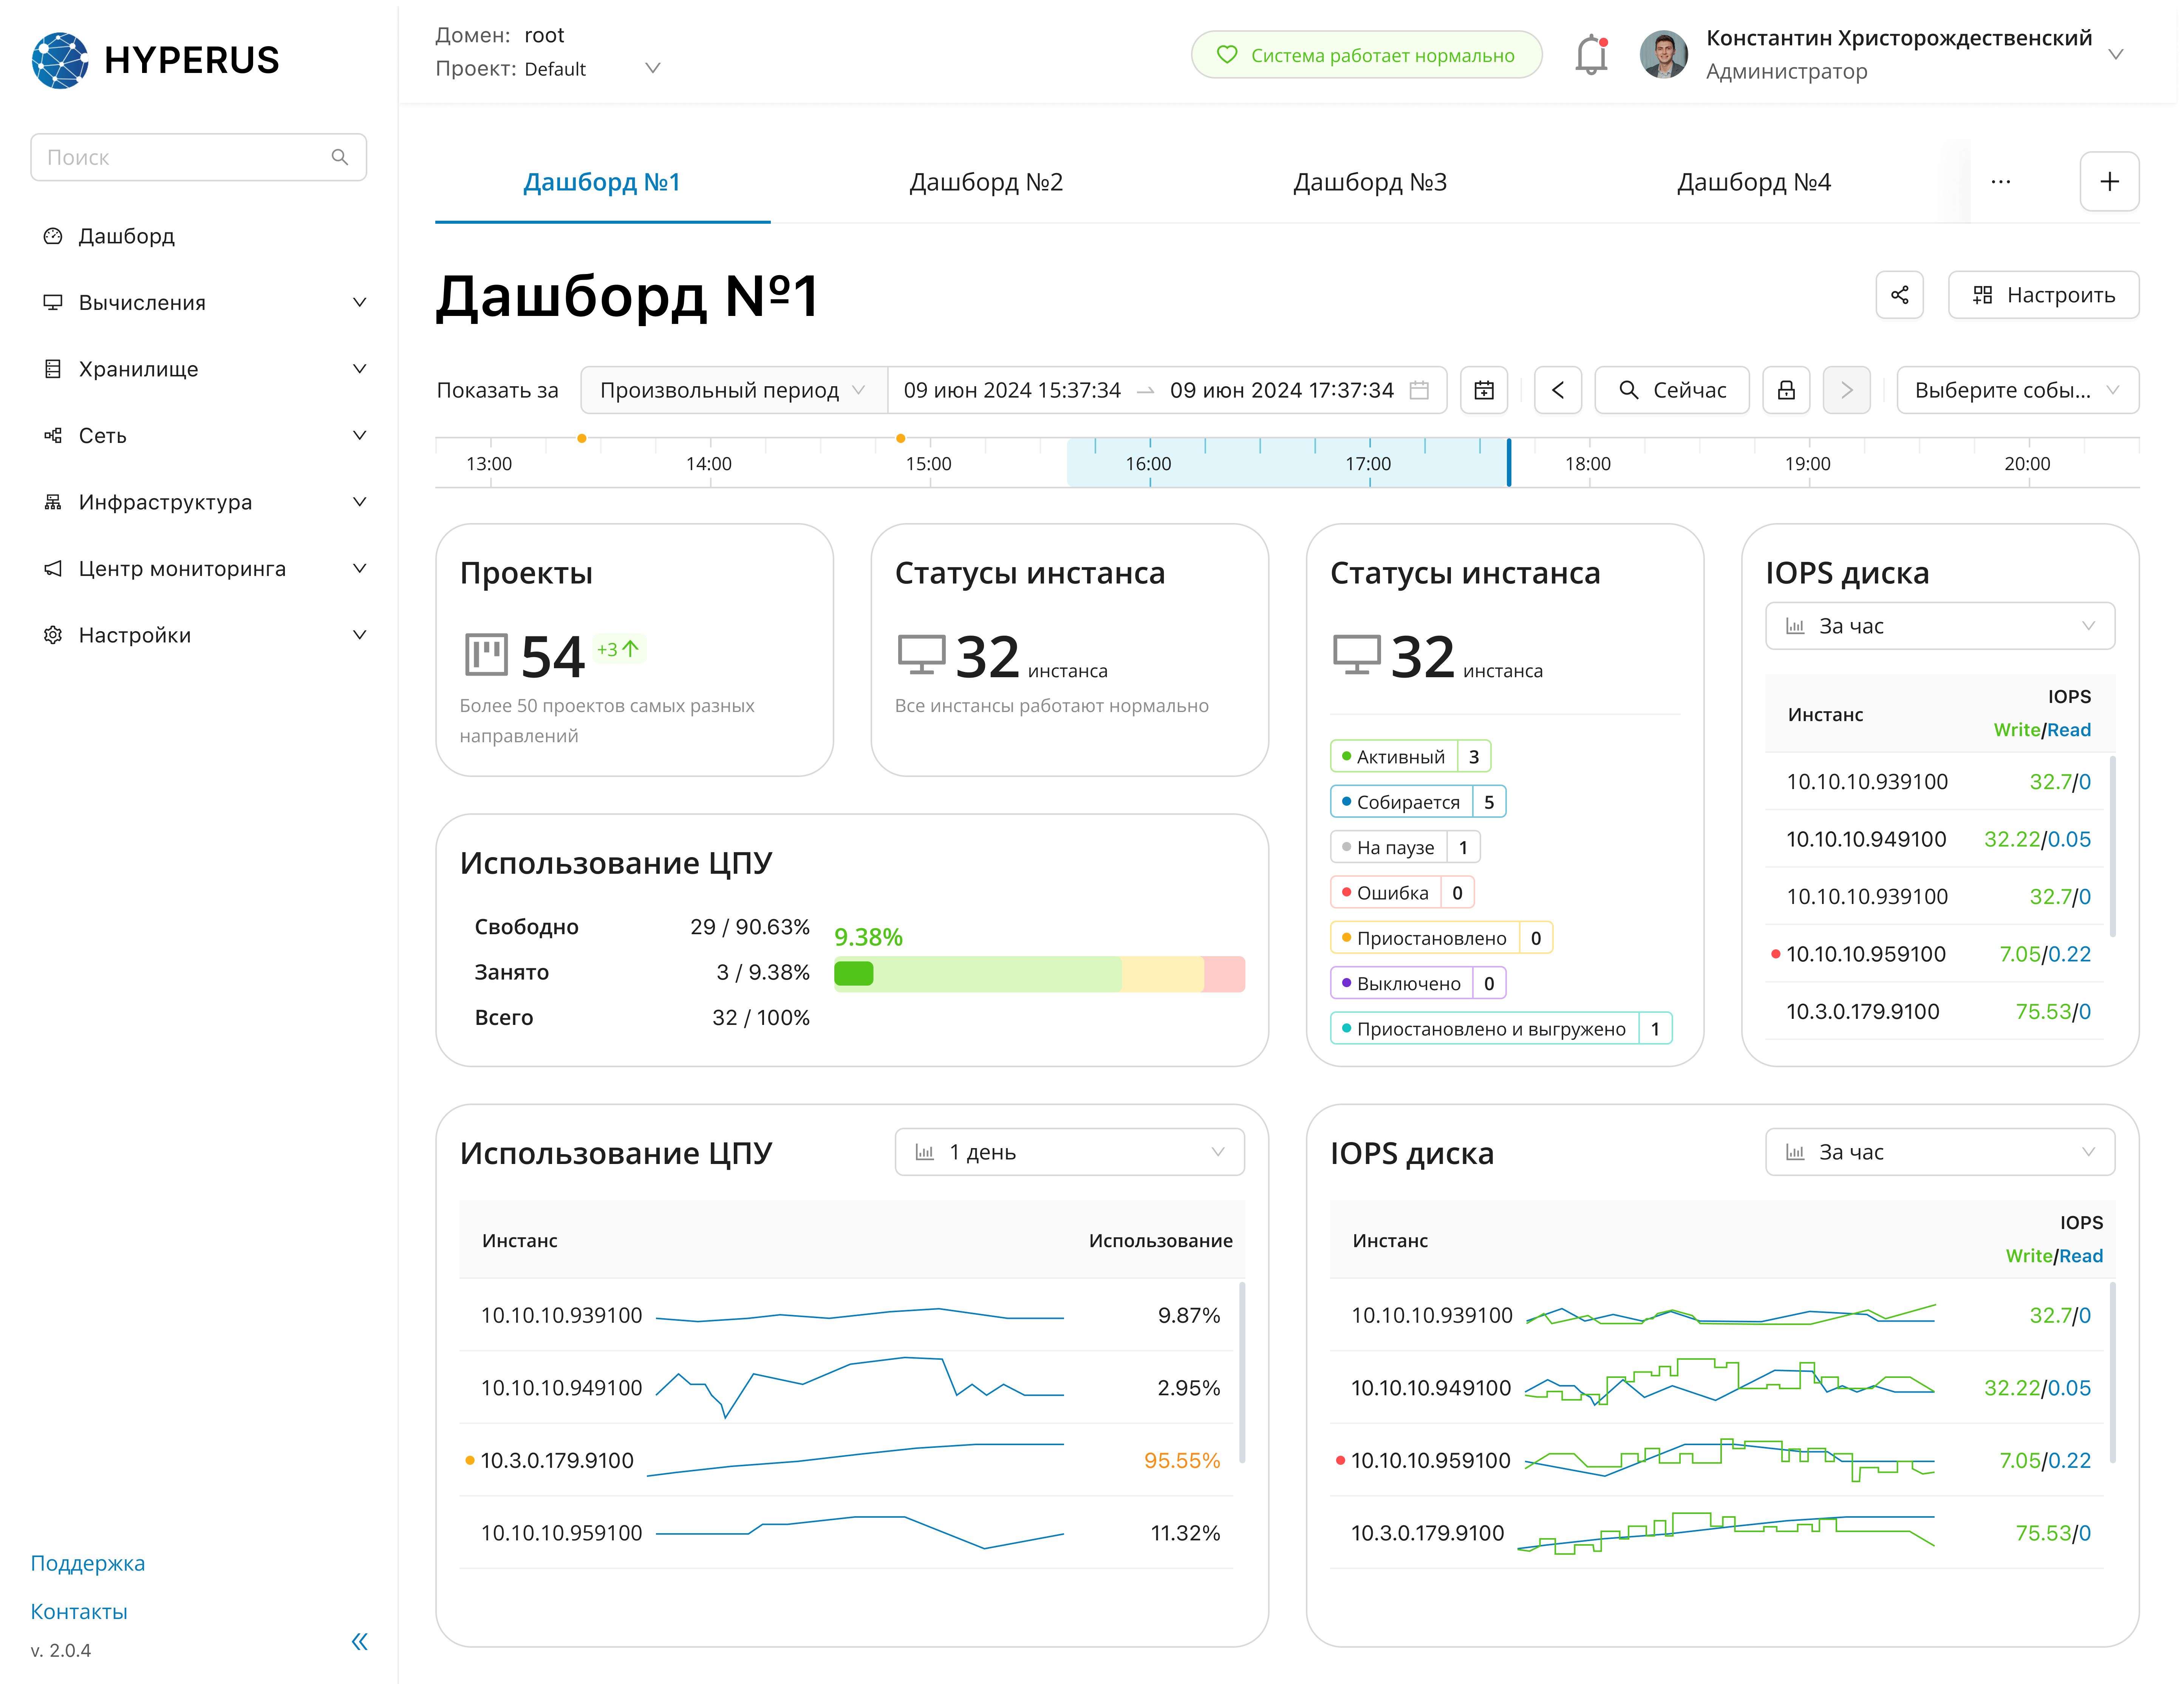 HYPERUS
Поиск
Дашборд
Вычисления
Хранилище
Сеть
Инфраструктура
Центр мониторинга
Настройки
Поддержка
Контакты
v. 2.0.4
Домен: root
Проект: Default
Система работает нормально
Константин Христорождественский
Администратор
Дашборд №1
Дашборд №2
Дашборд №3
Дашборд №4
...
Дашборд №1
Настроить
Показать за
Произвольный период
09 июн 2024 15:37:34
09 июн 2024 17:37:34
Сейчас
Выберите собы...
13:00
14:00
15:00
16:00
17:00
18:00
19:00
20:00
Проекты
54 +3
Более 50 проектов самых разных
направлений
Статусы инстанса
32 инстанса
Все инстансы работают нормально
Использование ЦПУ
Свободно 29 / 90.63%
Занято 3 / 9.38%
Всего 32 / 100%
9.38%
Статусы инстанса
32 инстанса
Активный 3
Собирается 5
На паузе 1
Ошибка 0
Приостановлено 0
Выключено 0
Приостановлено и выгружено 1
IOPS диска
За час
Инстанс
IOPS
Write/Read
10.10.10.939100 32.7/0
10.10.10.949100 32.22/0.05
10.10.10.939100 32.7/0
10.10.10.959100 7.05/0.22
10.3.0.179.9100 75.53/0
Использование ЦПУ
1 день
Инстанс
Использование
10.10.10.939100 9.87%
10.10.10.949100 2.95%
10.3.0.179.9100 95.55%
10.10.10.959100 11.32%
IOPS диска
За час
Инстанс
IOPS
Write/Read
10.10.10.939100 32.7/0
10.10.10.949100 32.22/0.05
10.10.10.959100 7.05/0.22
10.3.0.179.9100 75.53/0